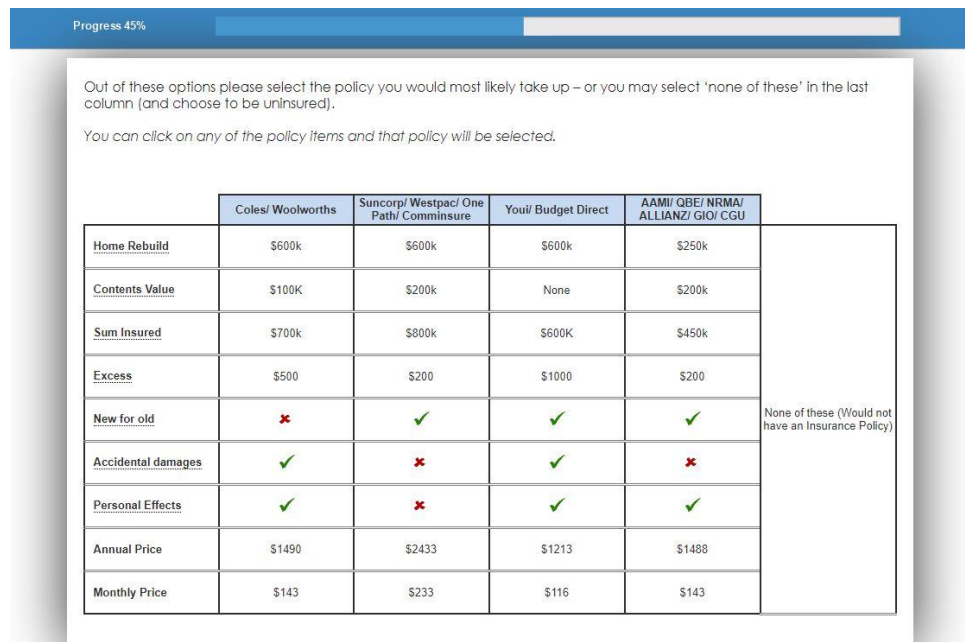 Progress 45%
Out of these options please select the policy you would most likely take up – or you may select 'none of these' in the last
column (and choose to be uninsured).
You can click on any of the policy items and that policy will be selected.
Coles/ Woolworths
Suncorp/ Westpac/ One
Path/ Comminsure
Youi/ Budget Direct
AAMI/ QBE/ NRMA/
ALLIANZ/ GIO/ CGU
Home Rebuild $600k $600k $600k $250k
Contents Value $100K $200k None $200k
Sum Insured $700k $800k $600K $450k
Excess $500 $200 $1000 $200
New for old
None of these (Would not
have an Insurance Policy)
Accidental damages
Personal Effects
Annual Price $1490 $2433 $1213 $1488
Monthly Price $143 $233 $116 $143